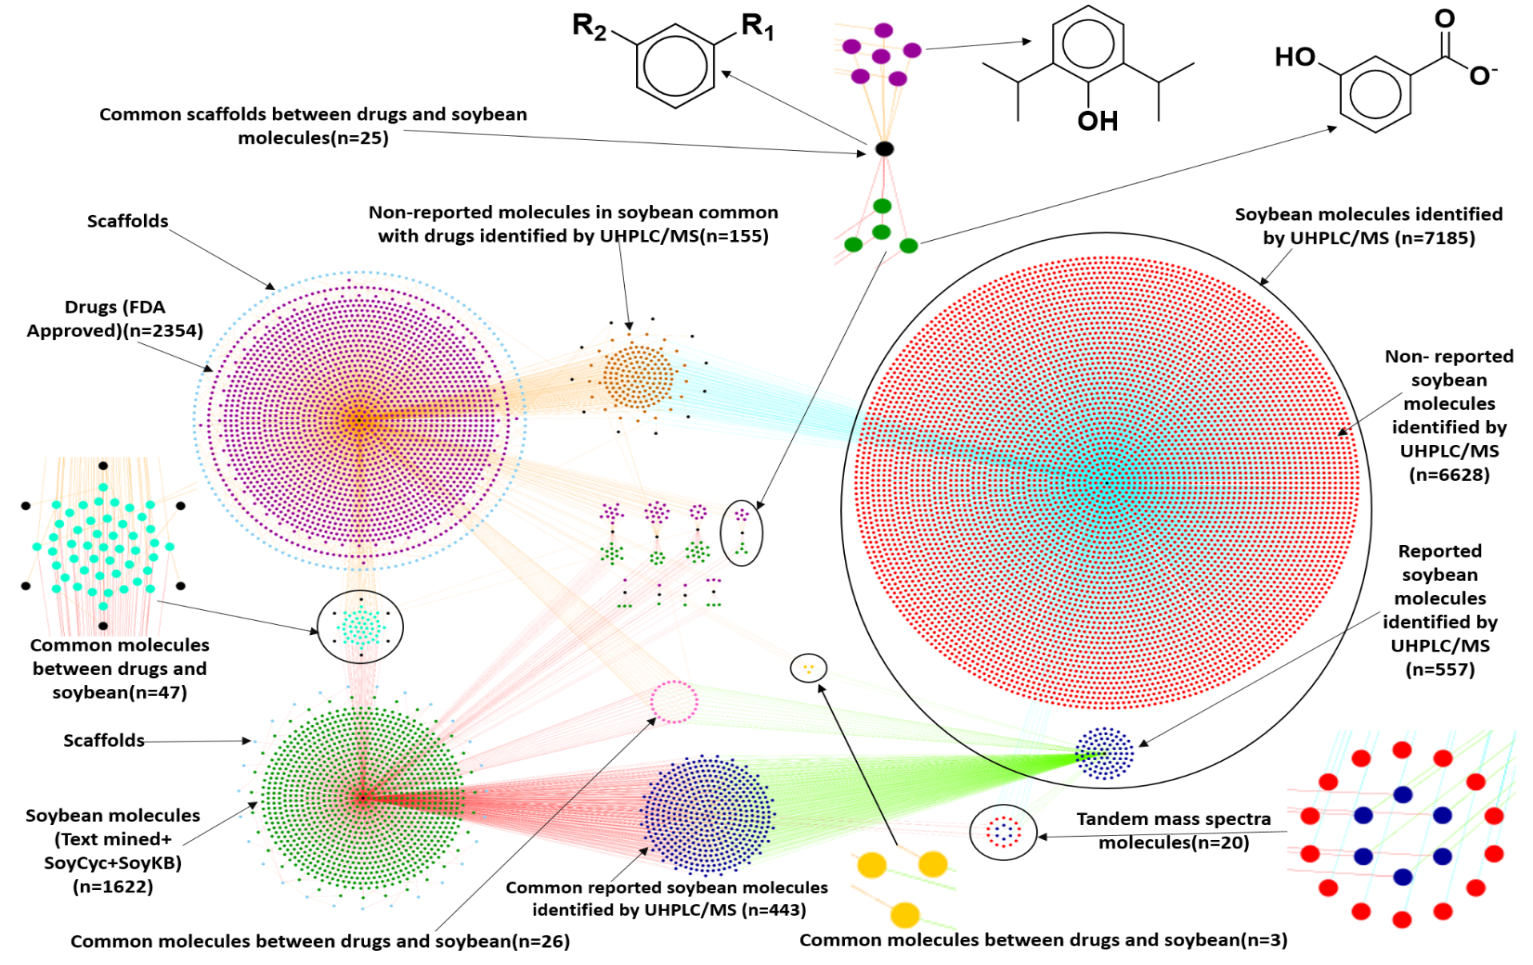 R2
R1
OH
HO
O
O-
Common scaffolds between drugs and soybean
molecules(n=25)
Scaffolds
Non-reported molecules in soybean common
with drugs identified by UHPLC/MS(n=155)
Soybean molecules identified
by UHPLC/MS (n=7185)
Drugs (FDA
Approved)(n=2354)
Non- reported
soybean
molecules
identified by
UHPLC/MS
(n=6628)
Reported
soybean
molecules
identified by
UHPLC/MS
(n=557)
Common molecules
between drugs and
soybean(n=47)
Scaffolds
Soybean molecules
(Text mined+
SoyCyc+SoyKB)
(n=1622)
Tandem mass spectra
molecules(n=20)
Common reported soybean molecules
identified by UHPLC/MS (n=443)
Common molecules between drugs and soybean(n=26)
Common molecules between drugs and soybean(n=3)